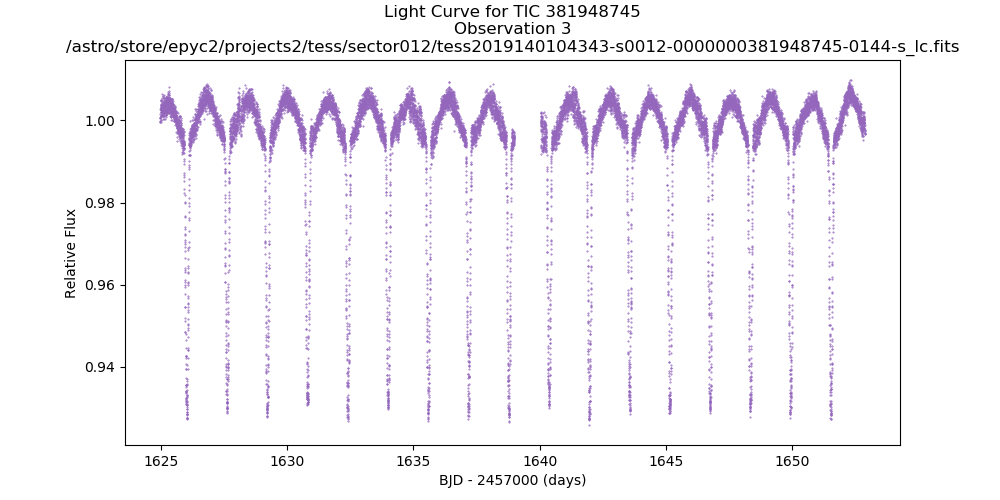 Light Curve for TIC 381948745
Observation 3
/astro/store/epyc2/projects2/tess/sector012/tess2019140104343-s0012-0000000381948745-0144-s_lc.fits
1.00
0.98
0.96
0.94
Relative Flux
1625
1630
1635
1640
1645
1650
BJD - 2457000 (days)